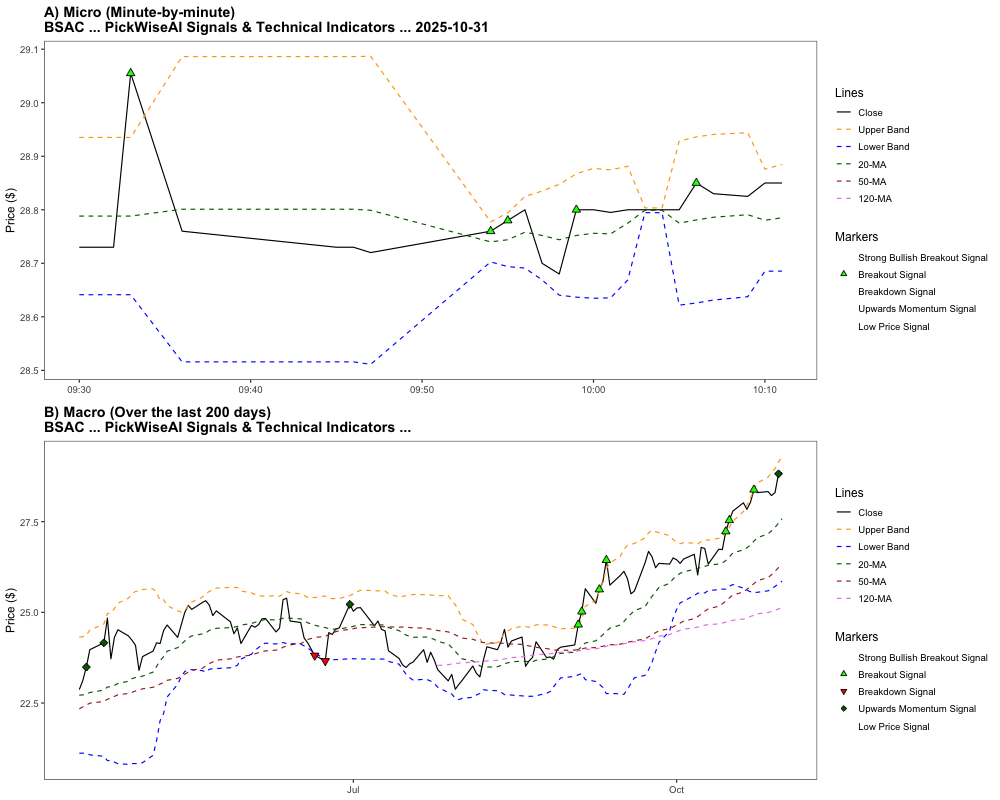 A) Micro (Minute-by-minute)
BSAC ... PickWiseAI Signals & Technical Indicators ... 2025-10-31
Price ($)
29.1
29.0
28.9
28.8
28.7
28.6
28.5
09:30
09:40
09:50
10:00
10:10
Lines
Close
Upper Band
Lower Band
20-MA
50-MA
120-MA
Markers
Strong Bullish Breakout Signal
Breakout Signal
Breakdown Signal
Upwards Momentum Signal
Low Price Signal
B) Macro (Over the last 200 days)
BSAC ... PickWiseAI Signals & Technical Indicators ...
Price ($)
27.5
25.0
22.5
Jul
Oct
Lines
Close
Upper Band
Lower Band
20-MA
50-MA
120-MA
Markers
Strong Bullish Breakout Signal
Breakout Signal
Breakdown Signal
Upwards Momentum Signal
Low Price Signal